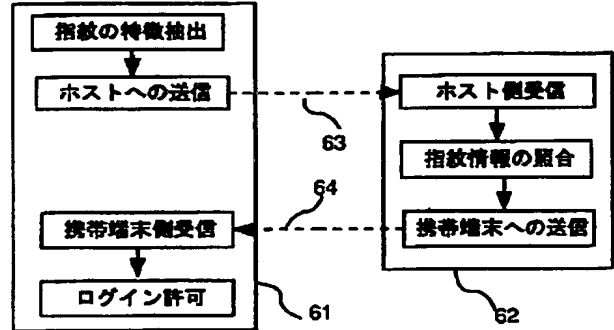 指紋の特徴抽出
ホストへの送信
ホスト側受信
63
指紋情報の照合
64
携帯端末側受信
携帯端末への送信
ログイン許可
61
62